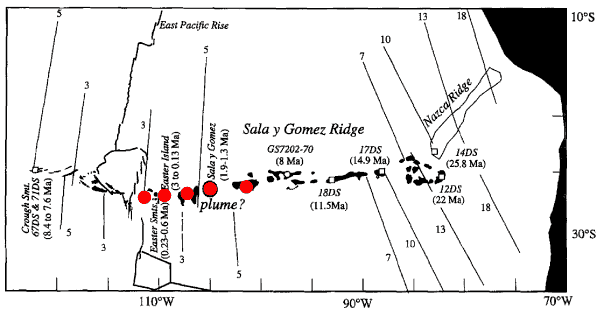 10°S
18
13
5
East Pacific Rise
10
5
7
3
Nazca Ridge
3
Sala y Gomez Ridge
Easter Island
(3 to 0.13 Ma)
Sala y Gomez
(1.9-1.3 Ma)
GS7202-70
(8 Ma)
17DS
(14.9 Ma)
14DS
(25.8 Ma)
Crough Smt.
67DS & 71DS
(8.4 to 7.6 Ma)
18DS
(11.5Ma)
12DS
(22 Ma)
plume?
Easter Smts.
(0.23-0.6 Ma)
18
5
3
3
5
7
10
13
30°S
110°W
90°W
70°W